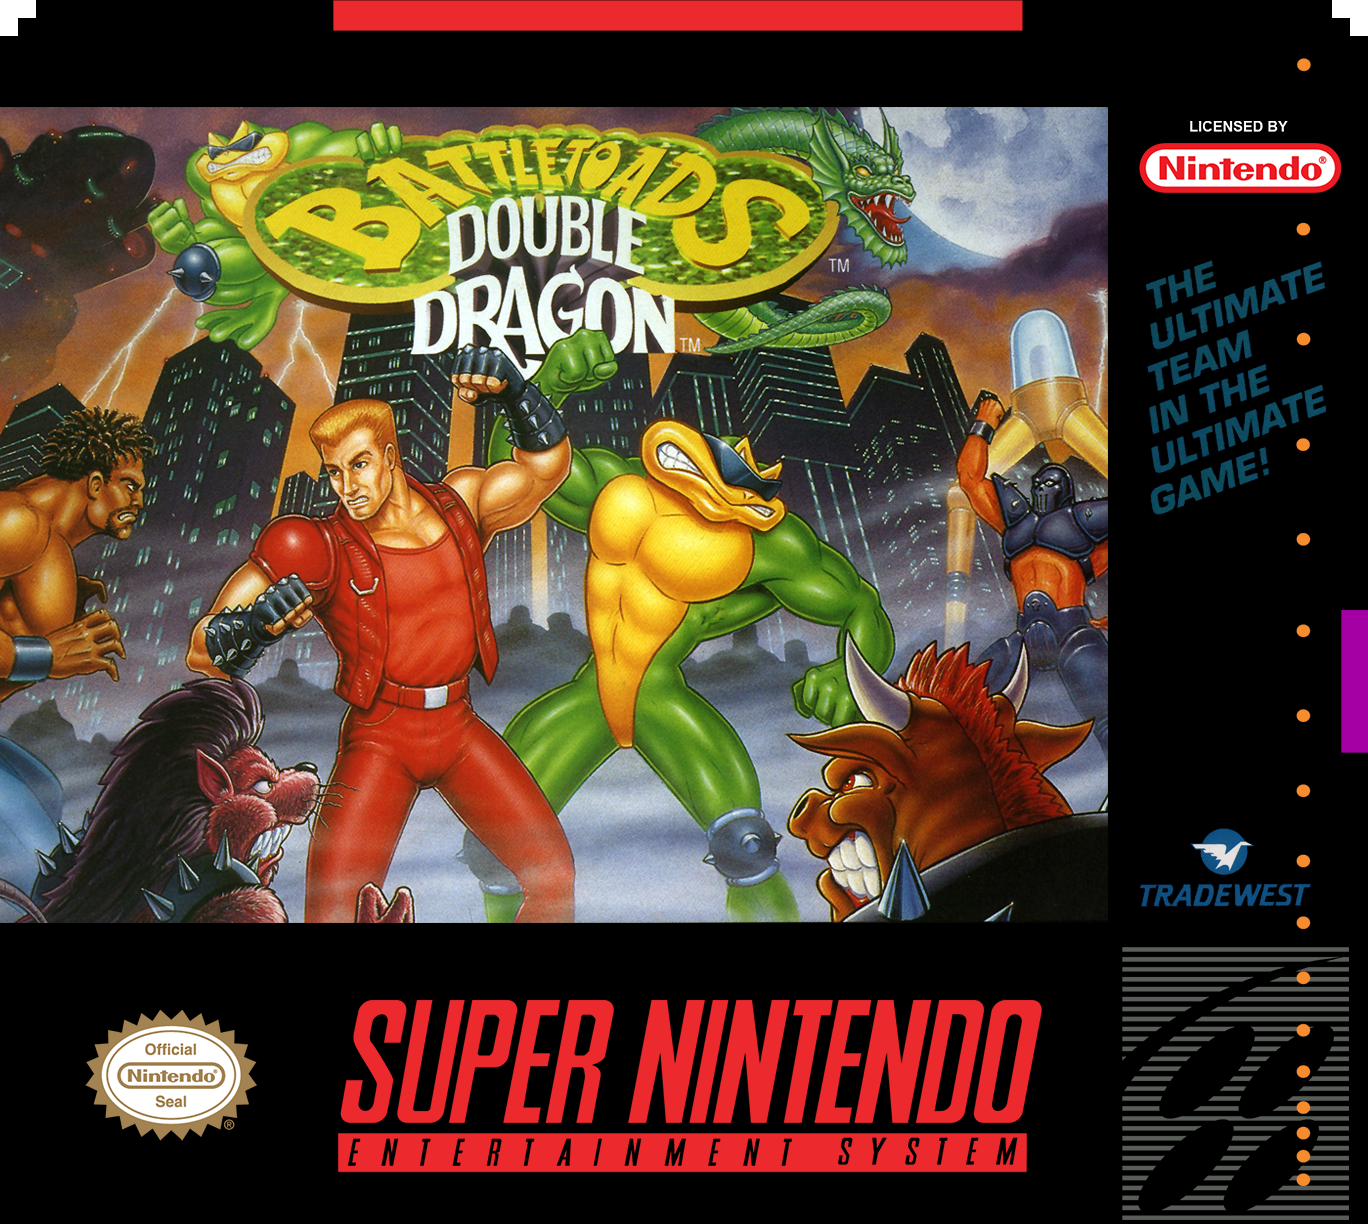 LICENSED BY
Nintendo®
BATTLETOADS
DOUBLE
DRAGON
TM
TM
THE
ULTIMATE
TEAM
IN THE
ULTIMATE
GAME!
TRADEWEST
Official
Nintendo®
Seal
®
SUPER NINTENDO
ENTERTAINMENT SYSTEM